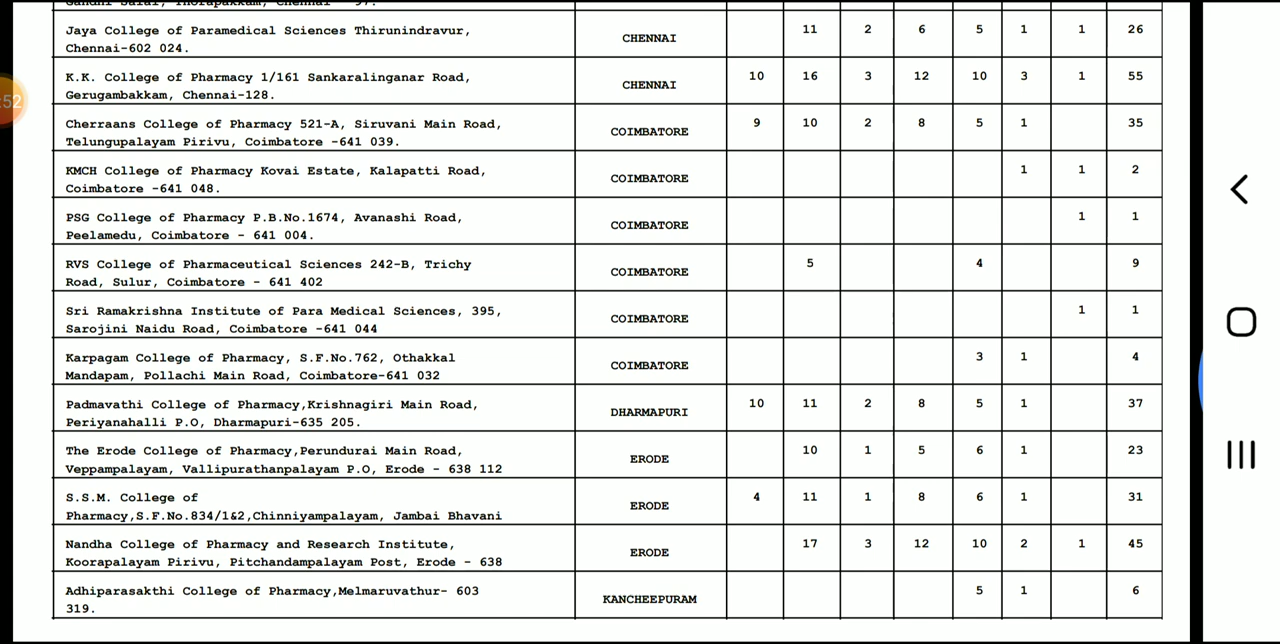 Gandhi Salai, Thorapakkam, Chennai - 97.
Jaya College of Paramedical Sciences Thirunindravur,
Chennai-602 024.
CHENNAI 11 2 6 5 1 1 26
K.K. College of Pharmacy 1/161 Sankaralinganar Road,
Gerugambakkam, Chennai-128.
CHENNAI 10 16 3 12 10 3 1 55
Cherraans College of Pharmacy 521-A, Siruvani Main Road,
Telungupalayam Pirivu, Coimbatore -641 039.
COIMBATORE 9 10 2 8 5 1 35
KMCH College of Pharmacy Kovai Estate, Kalapatti Road,
Coimbatore -641 048.
COIMBATORE 1 1 2
PSG College of Pharmacy P.B.No.1674, Avanashi Road,
Peelamedu, Coimbatore - 641 004.
COIMBATORE 1 1
RVS College of Pharmaceutical Sciences 242-B, Trichy
Road, Sulur, Coimbatore - 641 402
COIMBATORE 5 4 9
Sri Ramakrishna Institute of Para Medical Sciences, 395,
Sarojini Naidu Road, Coimbatore -641 044
COIMBATORE 1 1
Karpagam College of Pharmacy, S.F.No.762, Othakkal
Mandapam, Pollachi Main Road, Coimbatore-641 032
COIMBATORE 3 1 4
Padmavathi College of Pharmacy,Krishnagiri Main Road,
Periyanahalli P.O, Dharmapuri-635 205.
DHARMAPURI 10 11 2 8 5 1 37
The Erode College of Pharmacy,Perundurai Main Road,
Veppampalayam, Vallipurathanpalayam P.O, Erode - 638 112
ERODE 10 1 5 6 1 23
S.S.M. College of
Pharmacy,S.F.No.834/1&2,Chinniyampalayam, Jambai Bhavani
ERODE 4 11 1 8 6 1 31
Nandha College of Pharmacy and Research Institute,
Koorapalayam Pirivu, Pitchandampalayam Post, Erode - 638
ERODE 17 3 12 10 2 1 45
Adhiparasakthi College of Pharmacy,Melmaruvathur- 603
319.
KANCHEEPURAM 5 1 6
:52